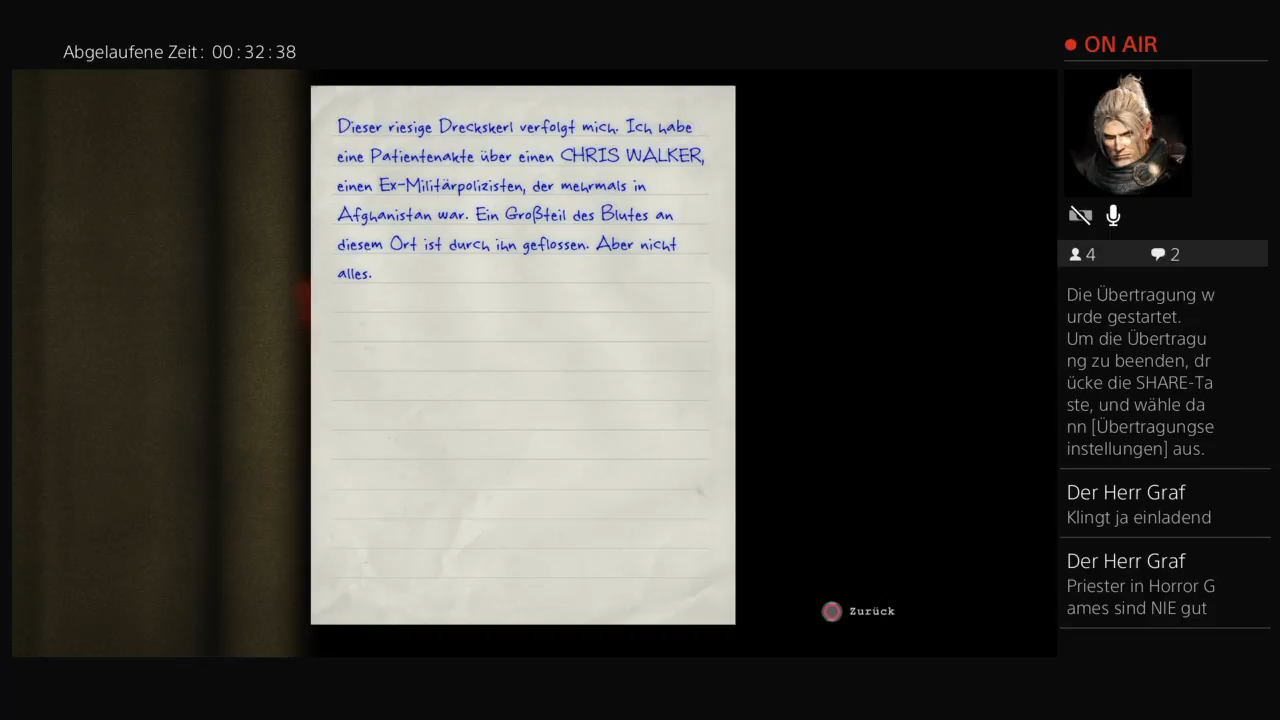 Abgelaufene Zeit: 00:32:38
Dieser riesige Dreckskerl verfolgt mich. Ich habe
eine Patientenakte über einen CHRIS WALKER,
einen Ex-Militärpolizisten, der mehrmals in
Afghanistan war. Ein Großteil des Blutes an
diesem Ort ist durch ihn geflossen. Aber nicht
alles.
Zurück
ON AIR
4
2
Die Übertragung w
urde gestartet.
Um die Übertragu
ng zu beenden, dr
ücke die SHARE-Ta
ste, und wähle da
nn [Übertragungse
instellungen] aus.
Der Herr Graf
Klingt ja einladend
Der Herr Graf
Priester in Horror G
ames sind NIE gut